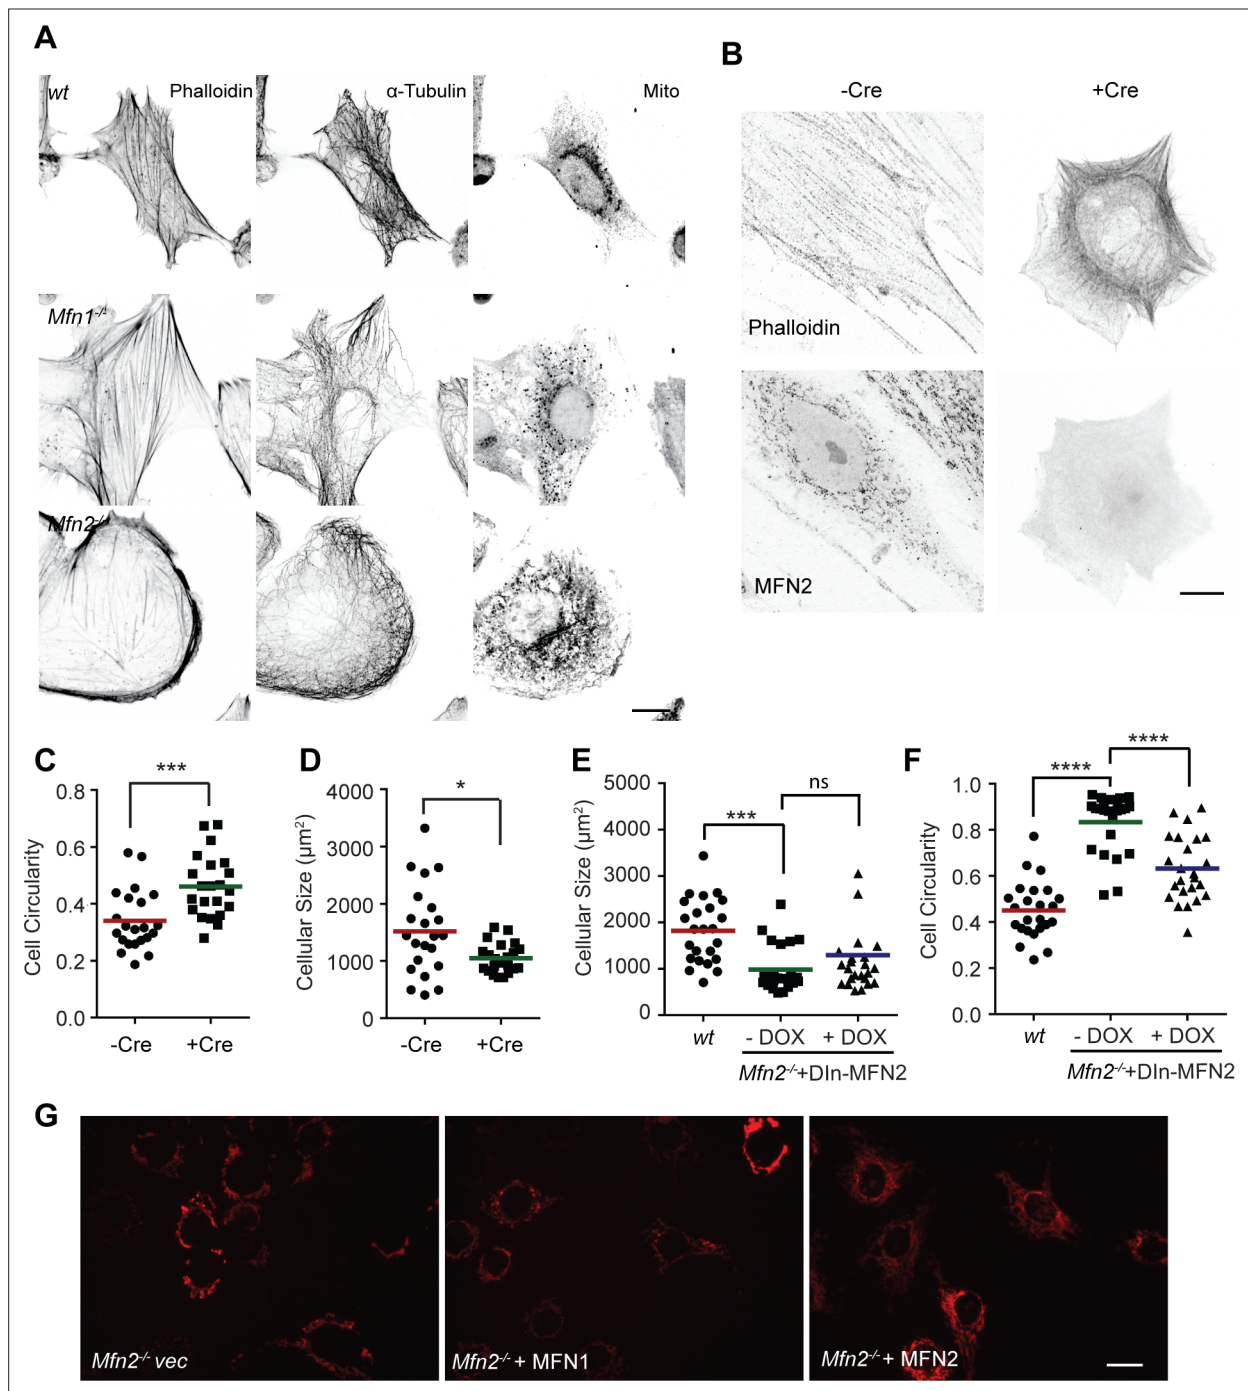 A
wt
Phalloidin
α-Tubulin
Mito
Mfn1-/-
Mfn2-/-
B
-Cre
+Cre
Phalloidin
MFN2
C
***
Cell Circularity
0.8
0.6
0.4
0.2
0.0
-Cre
+Cre
D
*
Cellular Size (µm²)
4000
3000
2000
1000
0
-Cre
+Cre
E
***
ns
Cellular Size (µm²)
5000
4000
3000
2000
1000
0
wt
- DOX
+ DOX
Mfn2-/-+DIn-MFN2
F
****
****
Cell Circularity
1.0
0.8
0.6
0.4
0.2
0.0
wt
- DOX
+ DOX
Mfn2-/-+DIn-MFN2
G
Mfn2-/- vec
Mfn2-/- + MFN1
Mfn2-/- + MFN2